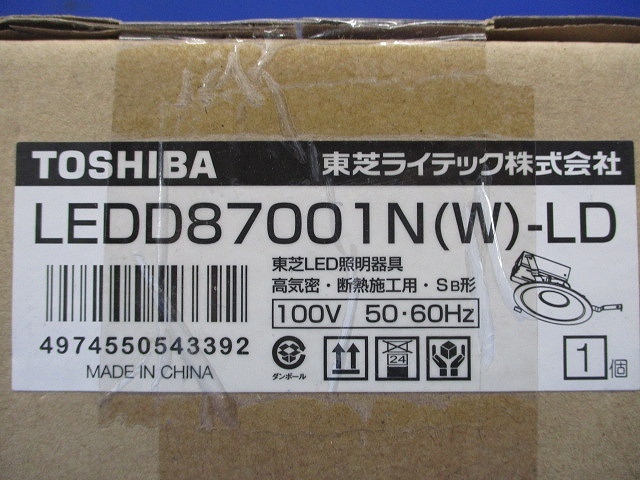 TOSHIBA 東芝ライテック株式会社
LEDD87001N(W)-LD
東芝LED照明器具
高気密・断熱施工用・SB形
100V 50・60Hz
4974550543392
MADE IN CHINA
ダンボール
24
1個